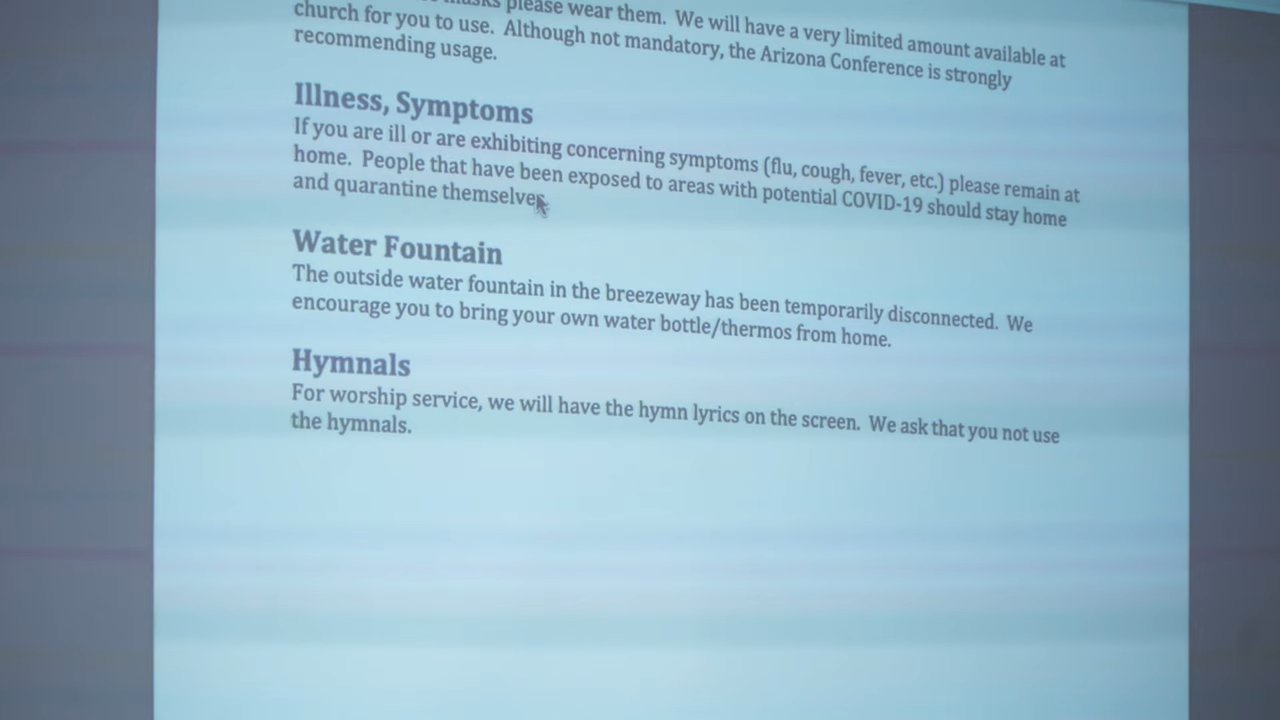 masks please wear them. We will have a very limited amount available at
church for you to use. Although not mandatory, the Arizona Conference is strongly
recommending usage.
Illness, Symptoms
If you are ill or are exhibiting concerning symptoms (flu, cough, fever, etc.) please remain at
home. People that have been exposed to areas with potential COVID-19 should stay home
and quarantine themselves
Water Fountain
The outside water fountain in the breezeway has been temporarily disconnected. We
encourage you to bring your own water bottle/thermos from home.
Hymnals
For worship service, we will have the hymn lyrics on the screen. We ask that you not use
the hymnals.